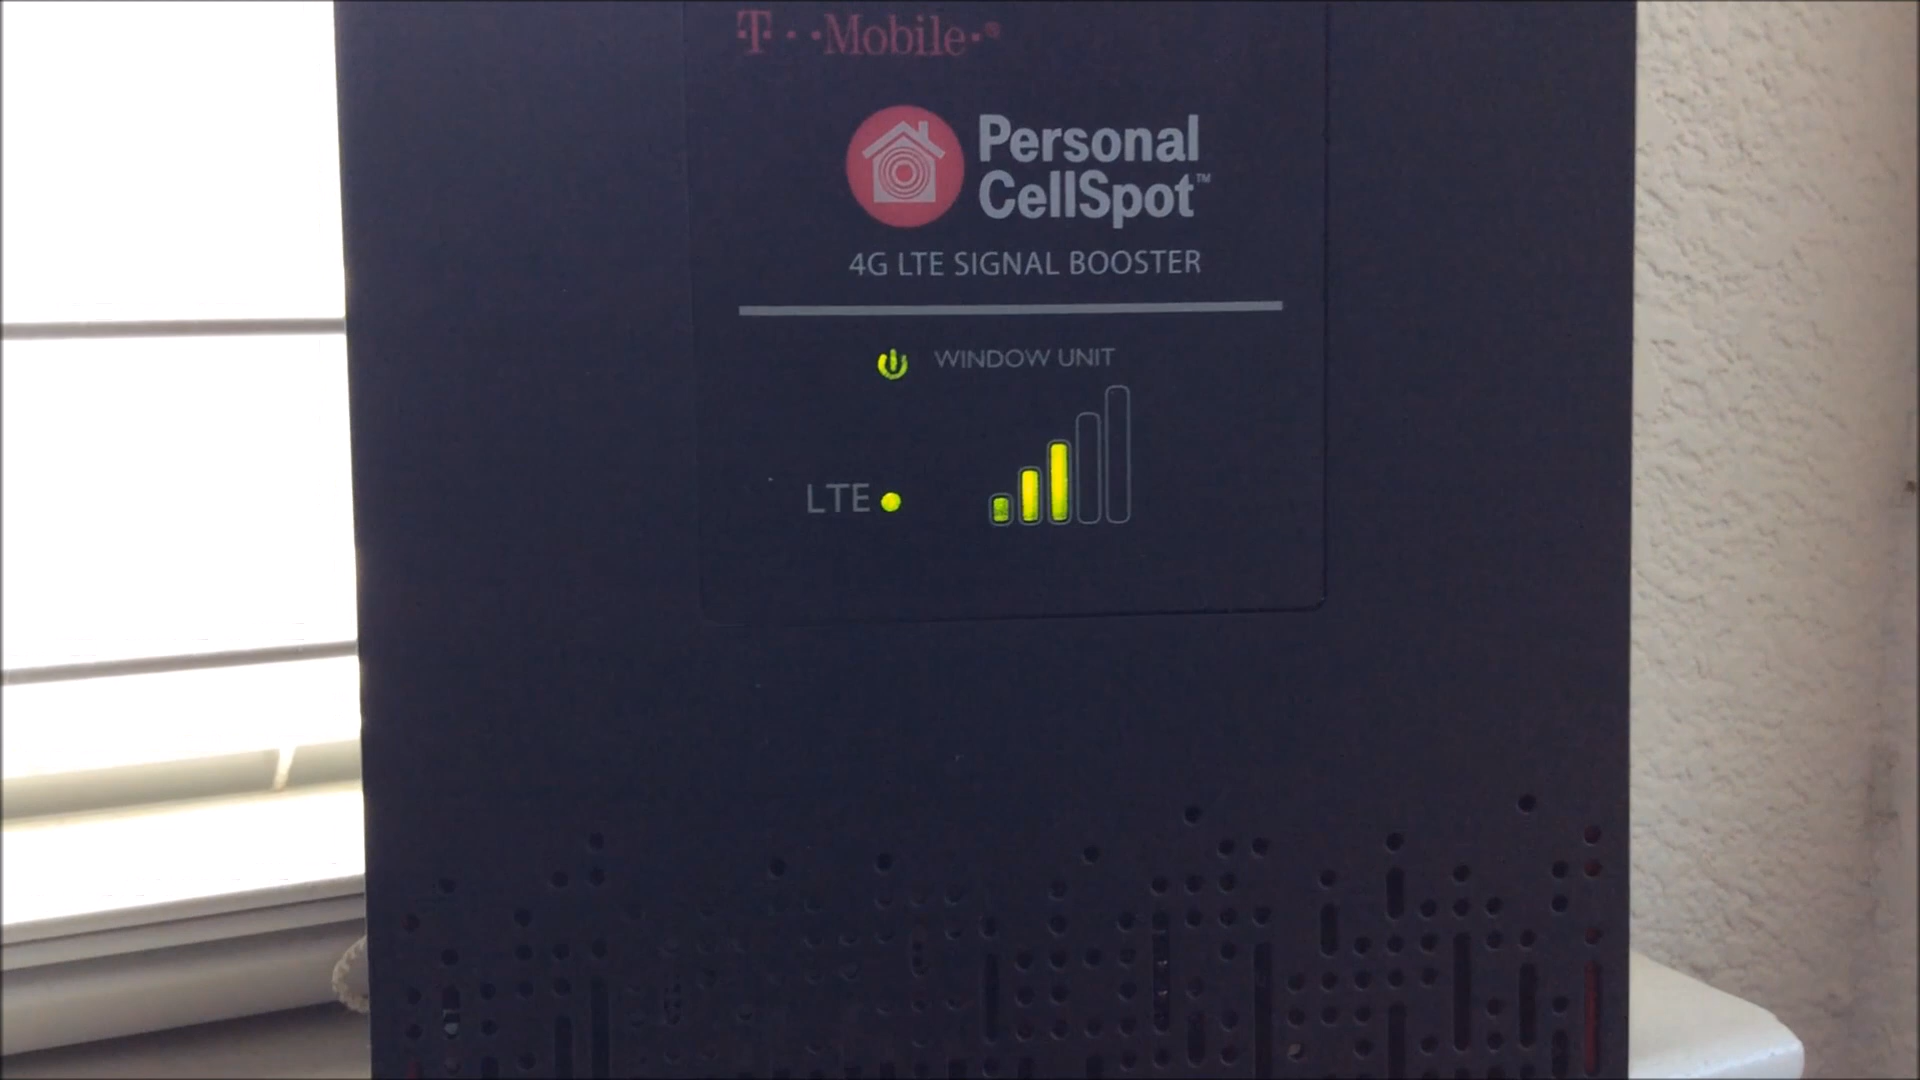 T··Mobile·®
Personal
CellSpot™
4G LTE SIGNAL BOOSTER
WINDOW UNIT
LTE